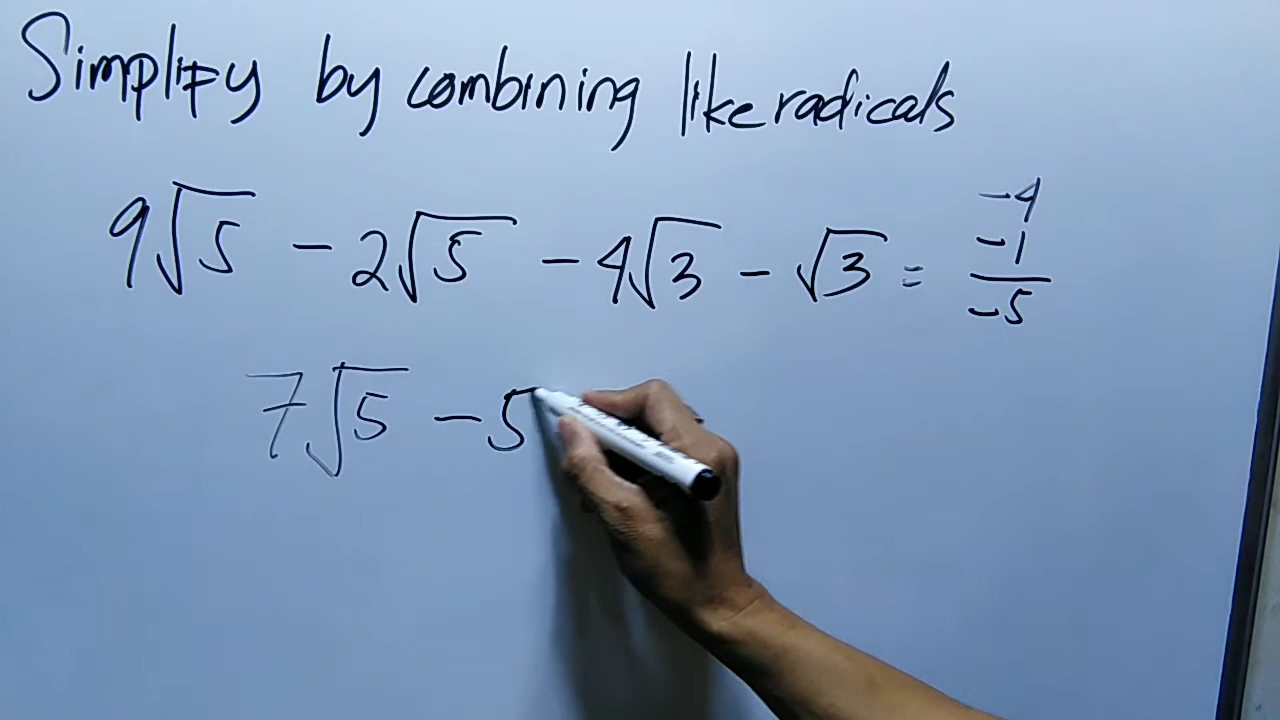 Simplify by combining like radicals
9√5 - 2√5 - 4√3 - √3 =
-4
-1
-5
7√5 - 5